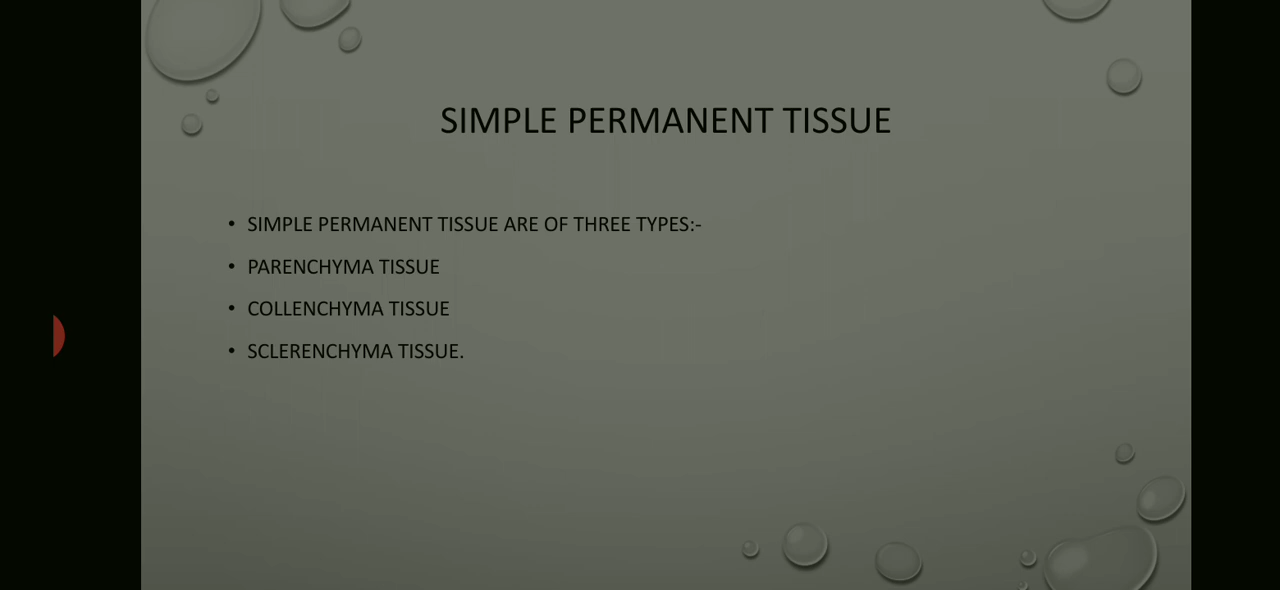 SIMPLE PERMANENT TISSUE
• SIMPLE PERMANENT TISSUE ARE OF THREE TYPES:-
• PARENCHYMA TISSUE
• COLLENCHYMA TISSUE
• SCLERENCHYMA TISSUE.